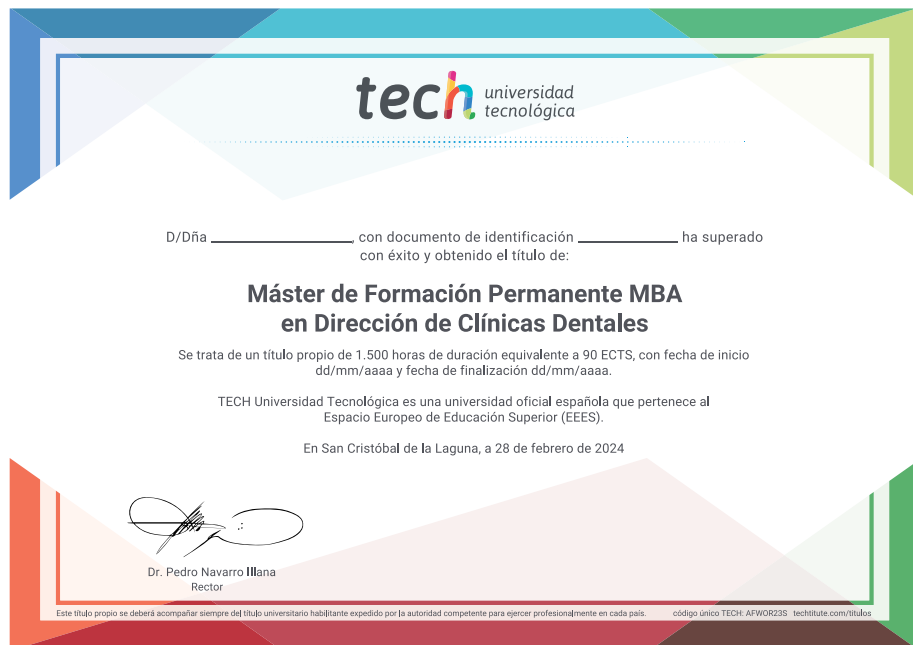 tech universidad
tecnológica
D/Dña ______________, con documento de identificación __________ ha superado
con éxito y obtenido el título de:
Máster de Formación Permanente MBA
en Dirección de Clínicas Dentales
Se trata de un título propio de 1.500 horas de duración equivalente a 90 ECTS, con fecha de inicio
dd/mm/aaaa y fecha de finalización dd/mm/aaaa.
TECH Universidad Tecnológica es una universidad oficial española que pertenece al
Espacio Europeo de Educación Superior (EEES).
En San Cristóbal de la Laguna, a 28 de febrero de 2024
Dr. Pedro Navarro Illana
Rector
Este título propio se deberá acompañar siempre del título universitario habilitante expedido por la autoridad competente para ejercer profesionalmente en cada país. código único TECH: AFWOR23S techtitute.com/titulos